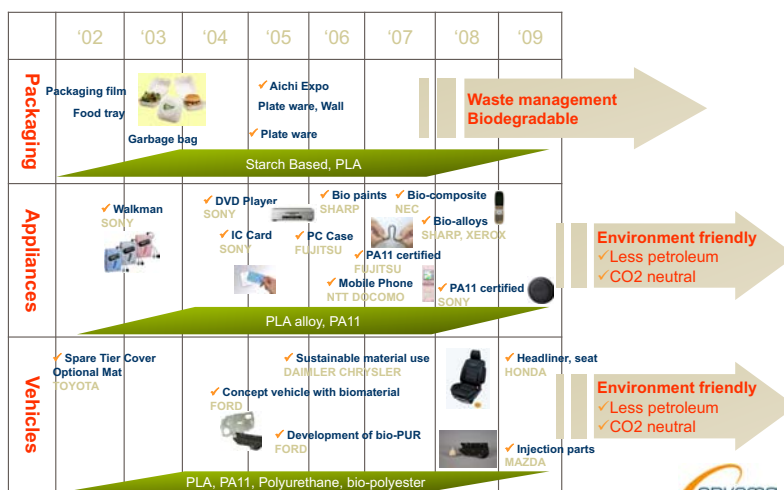 '02 '03 '04 '05 '06 '07 '08 '09
Packaging
Packaging film
Food tray
Garbage bag
✓Aichi Expo
Plate ware, Wall
✓Plate ware
Starch Based, PLA
Waste management
Biodegradable
Appliances
✓Walkman
SONY
✓DVD Player
SONY
✓IC Card
SONY
✓Bio paints
SHARP
✓PC Case
FUJITSU
✓PA11 certified
FUJITSU
✓Mobile Phone
NTT DOCOMO
✓Bio-composite
NEC
✓Bio-alloys
SHARP, XEROX
✓PA11 certified
SONY
PLA alloy, PA11
Environment friendly
✓Less petroleum
✓CO2 neutral
Vehicles
✓Spare Tier Cover
Optional Mat
TOYOTA
✓Sustainable material use
DAIMLER CHRYSLER
✓Concept vehicle with biomaterial
FORD
✓Development of bio-PUR
FORD
✓Headliner, seat
HONDA
✓Injection parts
MAZDA
PLA, PA11, Polyurethane, bio-polyester
Environment friendly
✓Less petroleum
✓CO2 neutral